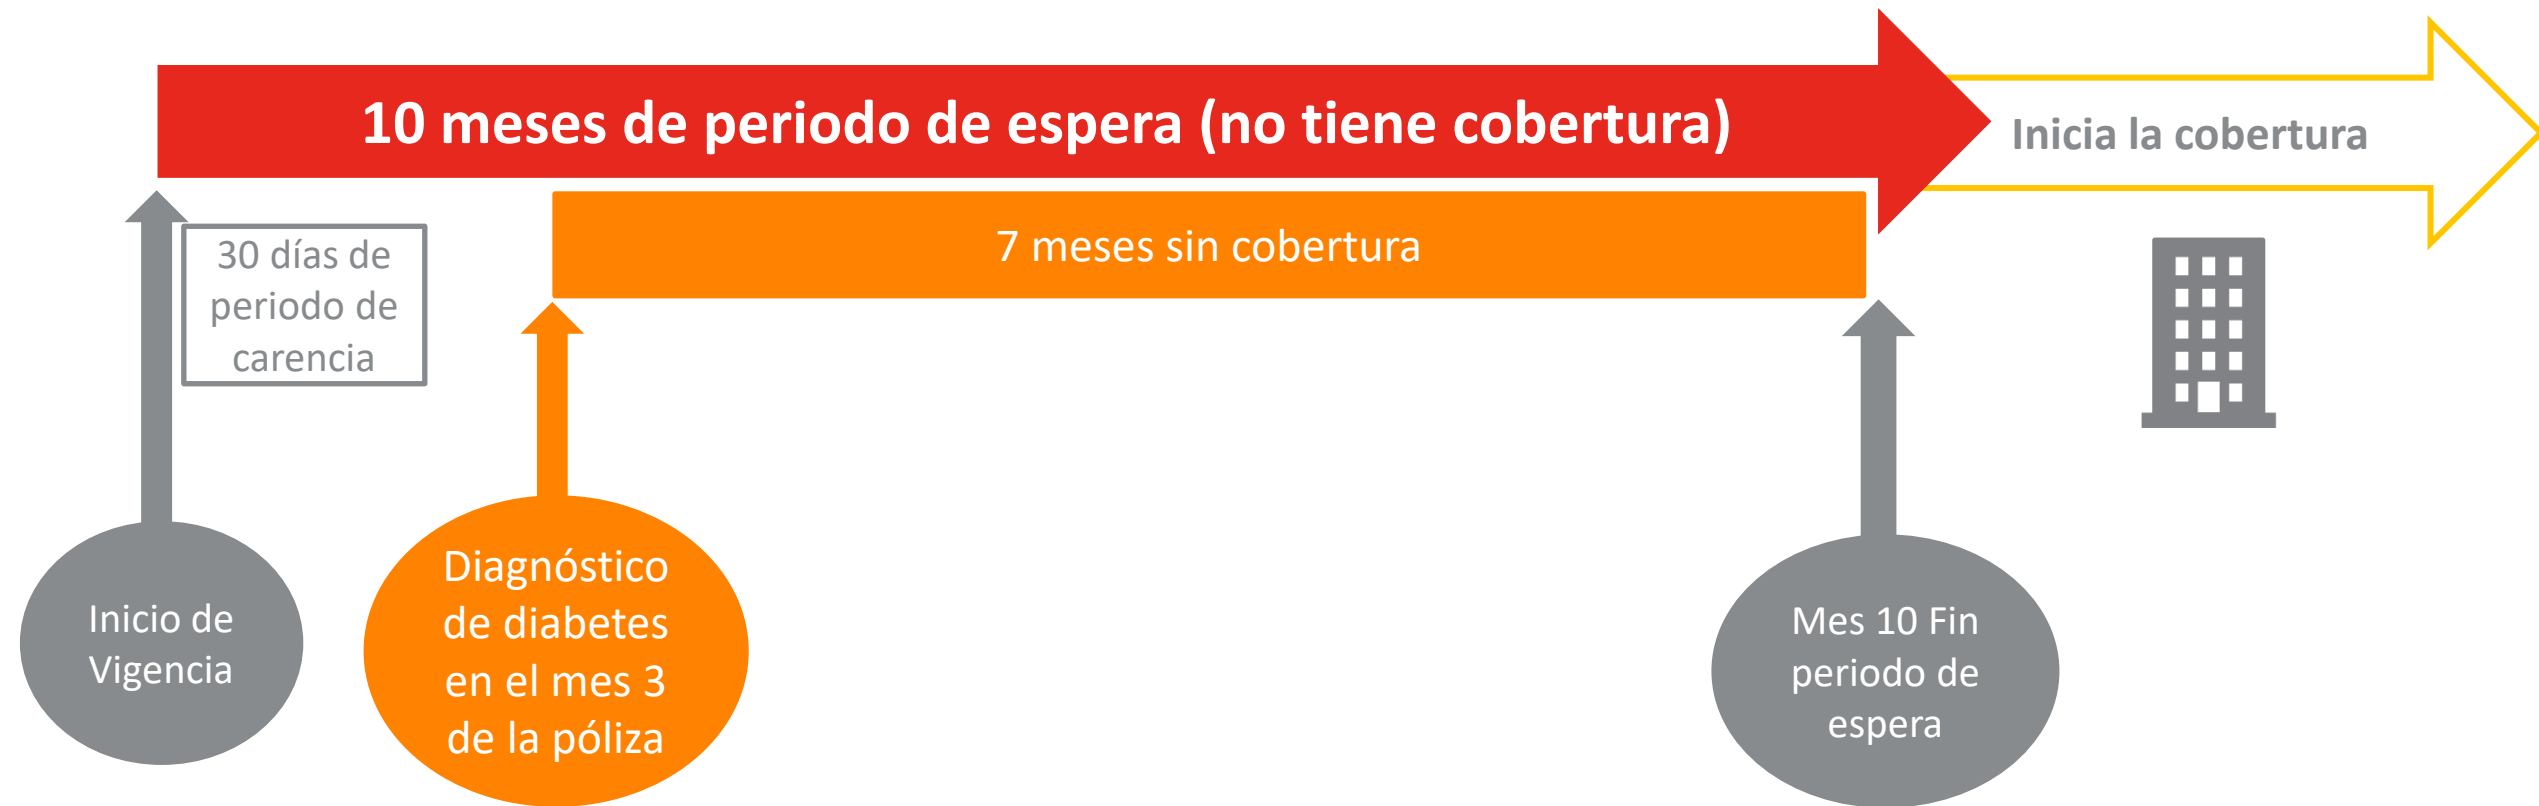 10 meses de periodo de espera (no tiene cobertura)
Inicia la cobertura
30 días de
periodo de
carencia
7 meses sin cobertura
Inicio de
Vigencia
Diagnóstico
de diabetes
en el mes 3
de la póliza
Mes 10 Fin
periodo de
espera